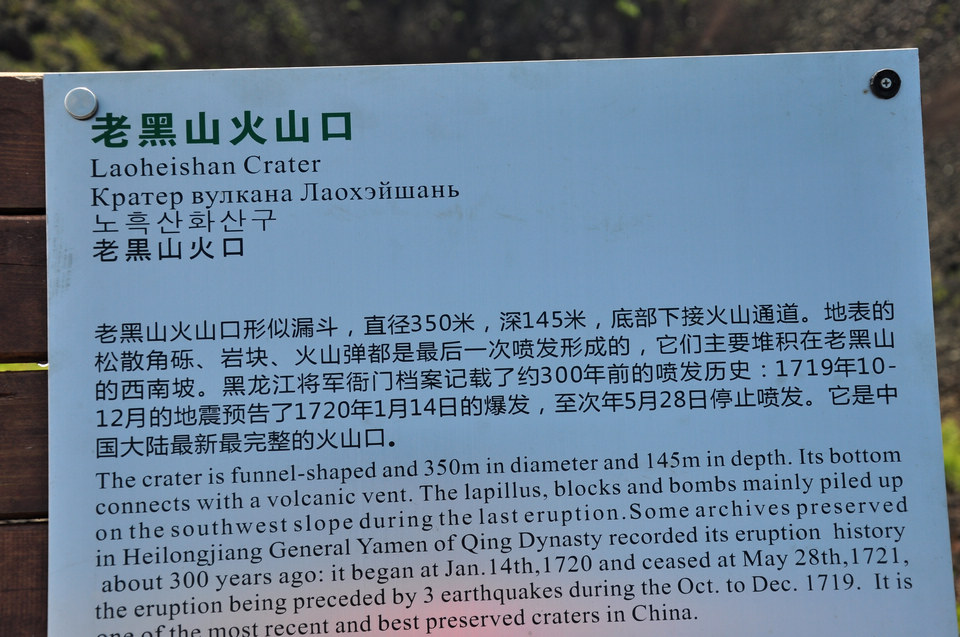 老黑山火山口
Laoheishan Crater
Кратер вулкана Лаохэйшань
노흑산화산구
老黑山火口
老黑山火山口形似漏斗，直径350米，深145米，底部下接火山通道。地表的
松散角砾、岩块、火山弹都是最后一次喷发形成的，它们主要堆积在老黑山
的西南坡。黑龙江将军衙门档案记载了约300年前的喷发历史：1719年10-
12月的地震预告了1720年1月14日的爆发，至次年5月28日停止喷发。它是中
国大陆最新最完整的火山口。
The crater is funnel-shaped and 350m in diameter and 145m in depth. Its bottom
connects with a volcanic vent. The lapillus, blocks and bombs mainly piled up
on the southwest slope during the last eruption.Some archives preserved
in Heilongjiang General Yamen of Qing Dynasty recorded its eruption history
about 300 years ago: it began at Jan.14th,1720 and ceased at May 28th,1721,
the eruption being preceded by 3 earthquakes during the Oct. to Dec. 1719. It is
one of the most recent and best preserved craters in China.